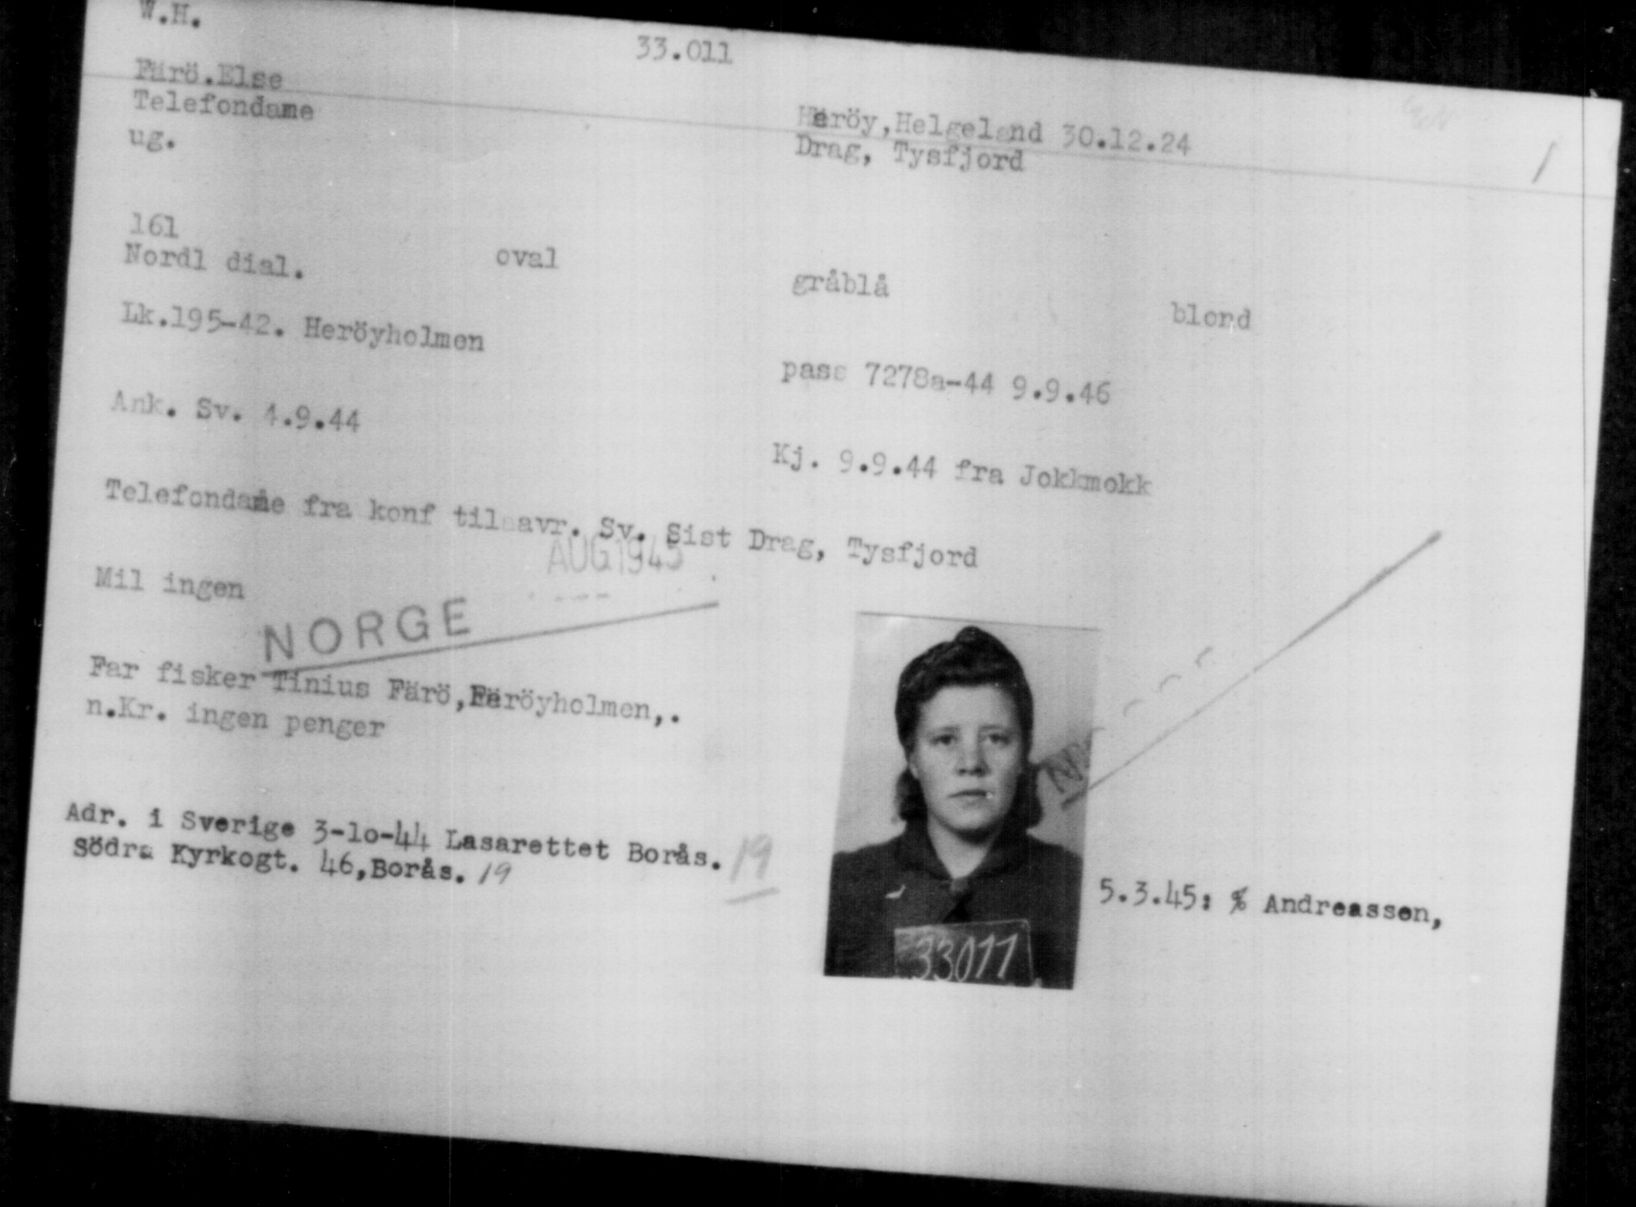 W.H.
33.011
Färö.Else
Telefondame
ug.
Heröy,Helgeland 30.12.24
Drag, Tysfjord
1
161
oval
gråblå
blond
Nordl dial.
Lk.195-42. Heröyholmen
pass 7278a-44 9.9.46
Ank. Sv. 4.9.44
Kj. 9.9.44 fra Jokkmokk
Telefondame fra konf til avr. Sv. Sist Drag, Tysfjord
AUG 1945
Mil ingen
NORGE
Far fisker Tinius Färö,Heröyholmen,.
n.Kr. ingen penger
Adr. i Sverige 3-10-44 Lasarettet Borås. 19
5.3.45: % Andreassen,
Södra Kyrkogt. 46,Borås. 19
33011